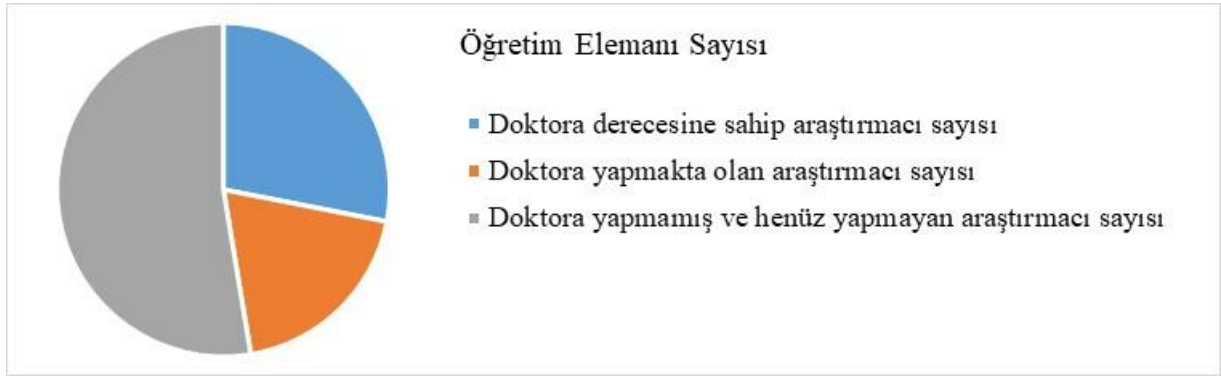 Öğretim Elemanı Sayısı
Doktora derecesine sahip araştırmacı sayısı
Doktora yapmakta olan araştırmacı sayısı
Doktora yapmamış ve henüz yapmayan araştırmacı sayısı